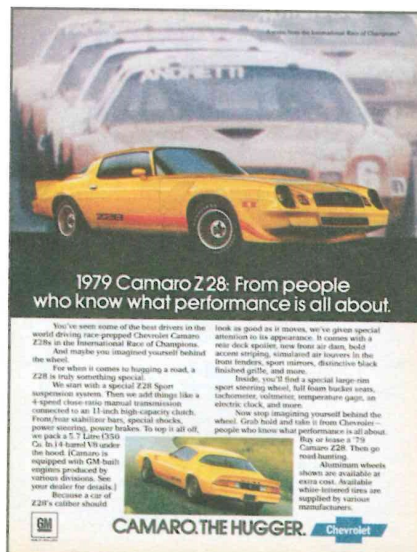 A scene from the International Race of Champions
ANDRETTI
6
Z28
1979 Camaro Z28: From people
who know what performance is all about.
You've seen some of the best drivers in the
world driving race-prepped Chevrolet Camaro
Z28s in the International Race of Champions.
And maybe you imagined yourself behind
the wheel.
For when it comes to hugging a road, a
Z28 is truly something special.
We start with a special Z28 Sport
suspension system. Then we add things like a
4-speed close-ratio manual transmission
connected to an 11-inch high-capacity clutch.
Front/rear stabilizer bars, special shocks,
power steering, power brakes. To top it all off,
we pack a 5.7 Litre (350
Cu. In.) 4-barrel V8 under
the hood. [Camaro is
equipped with GM-built
engines produced by
various divisions. See
your dealer for details.]
Because a car of
Z28's caliber should
look as good as it moves, we've given special
attention to its appearance. It comes with a
rear deck spoiler, new front air dam, bold
accent striping, simulated air louvers in the
front fenders, sport mirrors, distinctive black
finished grille, and more.
Inside, you'll find a special large-rim
sport steering wheel, full foam bucket seats,
tachometer, voltmeter, temperature gage, an
electric clock, and more.
Now stop imagining yourself behind the
wheel. Grab hold and take it from Chevrolet–
people who know what performance is all about.
Buy or lease a '79
Camaro Z28. Then go
road hunting.
Aluminum wheels
shown are available at
extra cost. Available
white-lettered tires are
supplied by various
manufacturers.
GM
CAMARO. THE HUGGER.
Chevrolet